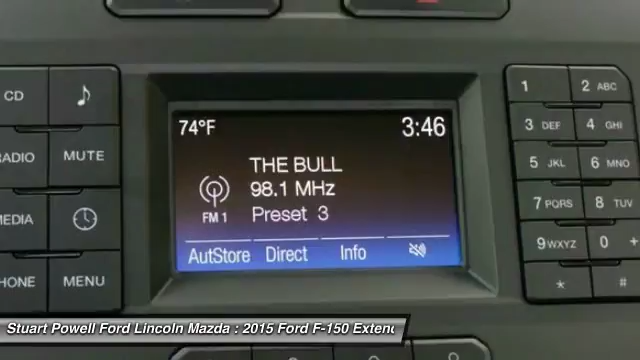 CD
RADIO
MUTE
MEDIA
PHONE
MENU
74°F
3:46
THE BULL
98.1 MHz
FM 1
Preset 3
AutStore
Direct
Info
1
2 ABC
3 DEF
4 GHI
5 JKL
6 MNO
7 PQRS
8 TUV
9 WXYZ
0 +
*
#
Stuart Powell Ford Lincoln Mazda : 2015 Ford F-150 Extend